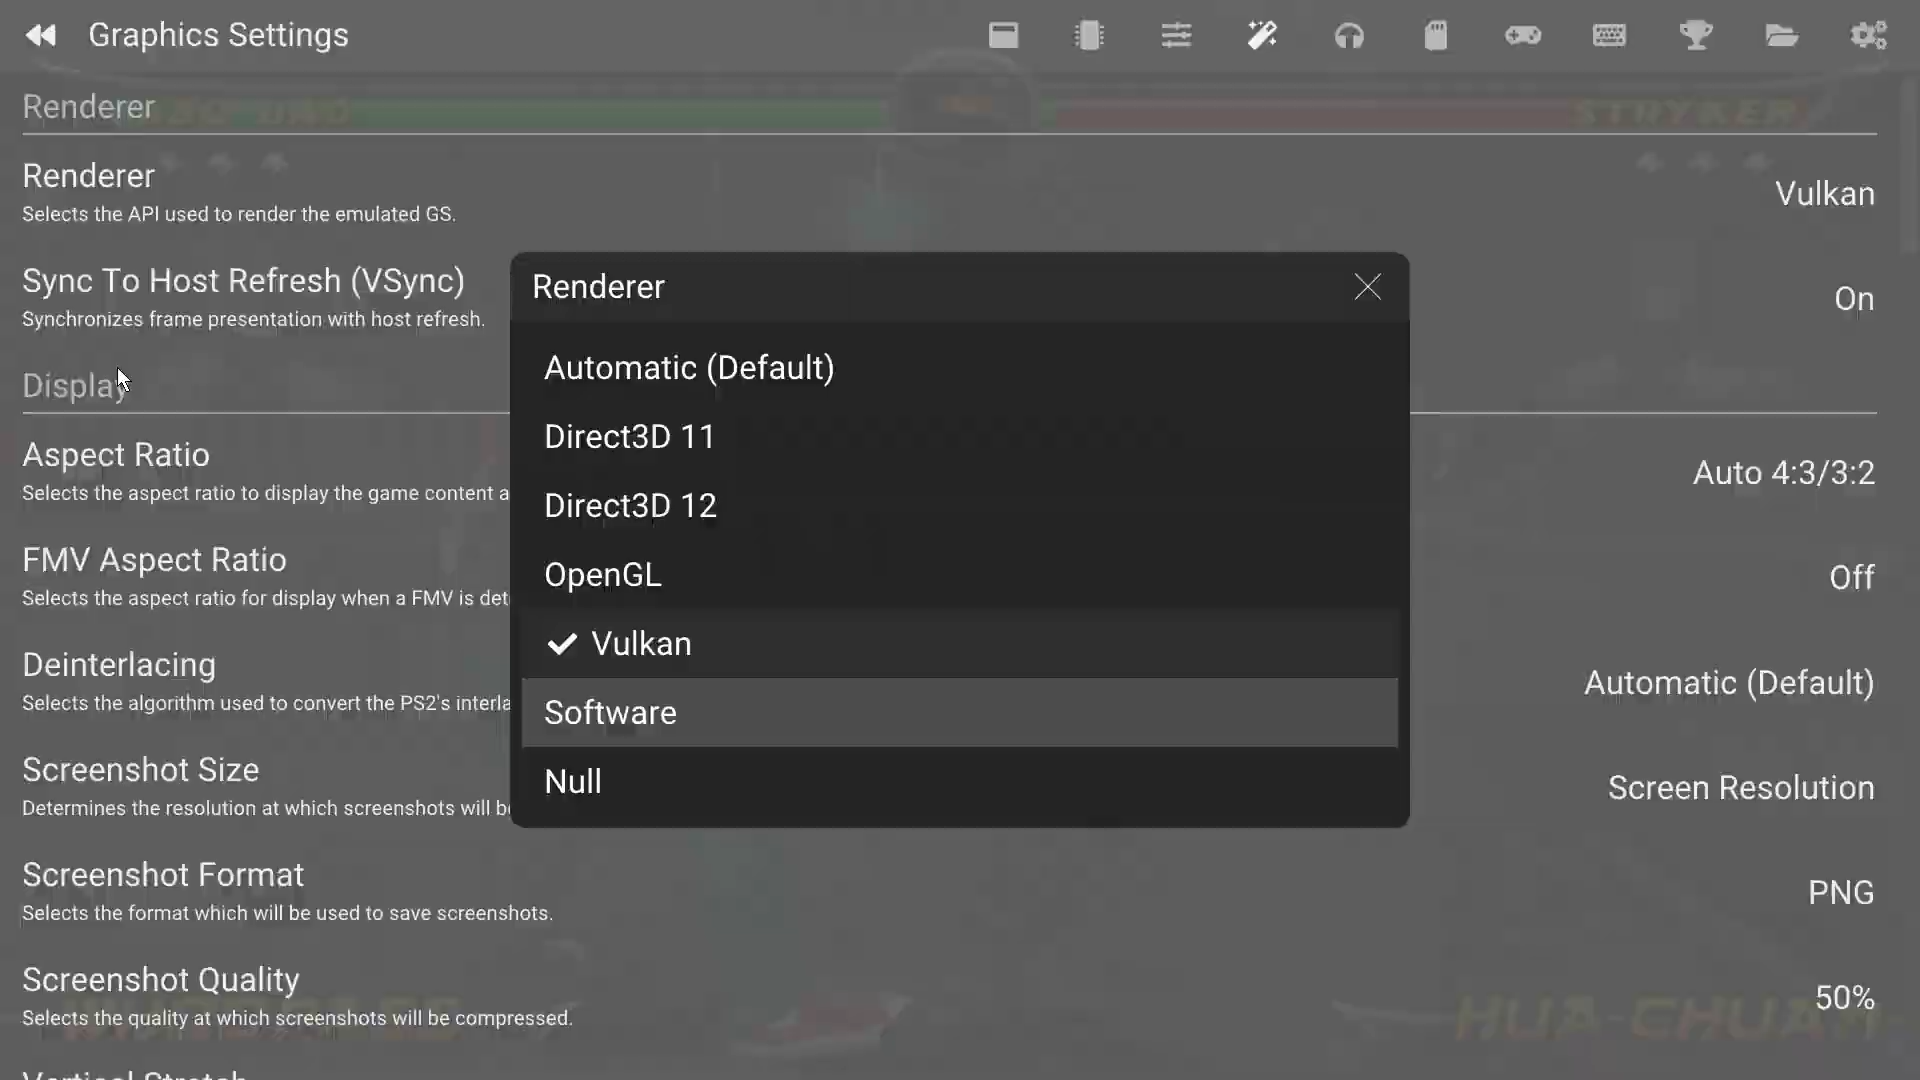 Graphics Settings
Renderer
STRYKER
Renderer
Selects the API used to render the emulated GS.
Vulkan
Sync To Host Refresh (VSync)
Synchronizes frame presentation with host refresh.
On
Display
Aspect Ratio
Selects the aspect ratio to display the game content a
Auto 4:3/3:2
FMV Aspect Ratio
Selects the aspect ratio for display when a FMV is det
Off
Deinterlacing
Selects the algorithm used to convert the PS2's interla
Automatic (Default)
Screenshot Size
Determines the resolution at which screenshots will b
Screen Resolution
Screenshot Format
Selects the format which will be used to save screenshots.
PNG
Screenshot Quality
Selects the quality at which screenshots will be compressed.
50%
HUA-CHUAN
Vertical Stretch
Renderer
Automatic (Default)
Direct3D 11
Direct3D 12
OpenGL
Vulkan
Software
Null